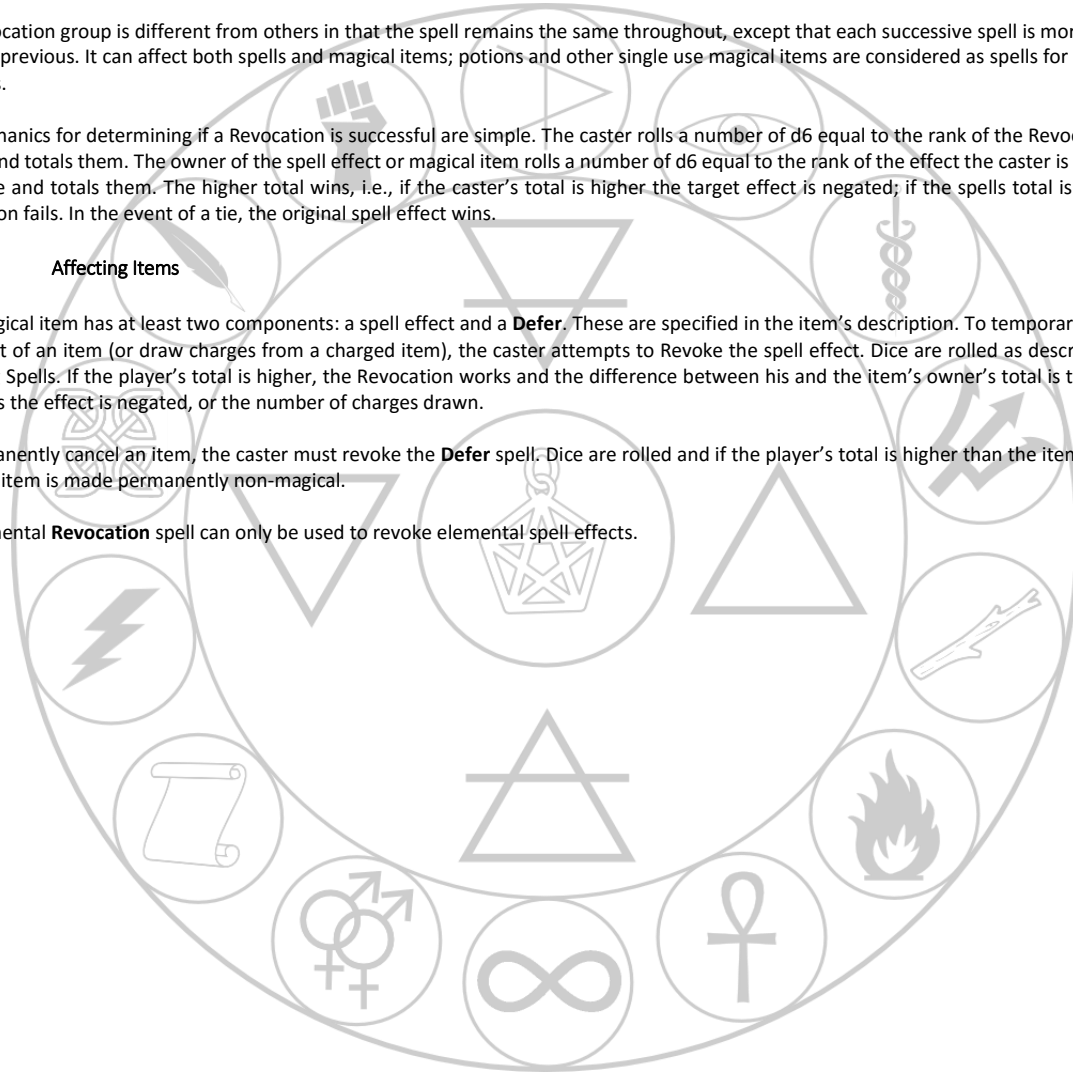 ocation group is different from others in that the spell remains the same throughout, except that each successive spell is mor
previous. It can affect both spells and magical items; potions and other single use magical items are considered as spells for
s.
hanics for determining if a Revocation is successful are simple. The caster rolls a number of d6 equal to the rank of the Revoc
nd totals them. The owner of the spell effect or magical item rolls a number of d6 equal to the rank of the effect the caster is
e and totals them. The higher total wins, i.e., if the caster's total is higher the target effect is negated; if the spells total is
on fails. In the event of a tie, the original spell effect wins.
Affecting Items
gical item has at least two components: a spell effect and a Defer. These are specified in the item's description. To temporar
t of an item (or draw charges from a charged item), the caster attempts to Revoke the spell effect. Dice are rolled as descr
r Spells. If the player's total is higher, the Revocation works and the difference between his and the item's owner's total is t
s the effect is negated, or the number of charges drawn.
anently cancel an item, the caster must revoke the Defer spell. Dice are rolled and if the player's total is higher than the item
item is made permanently non-magical.
mental Revocation spell can only be used to revoke elemental spell effects.